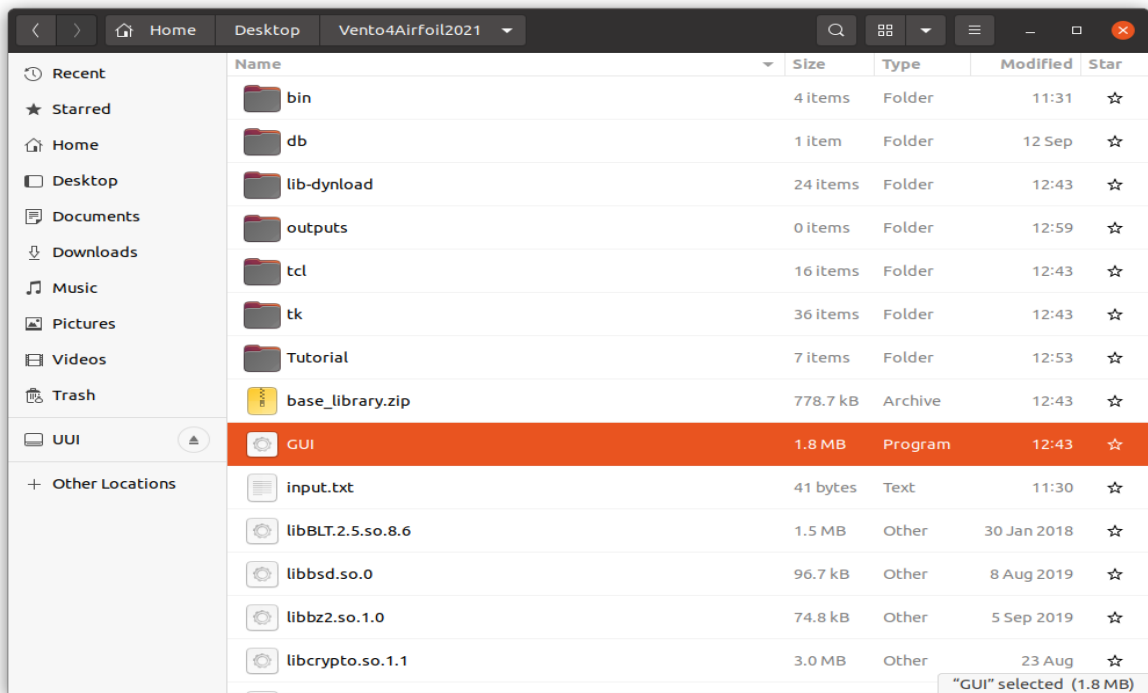 Home Desktop Vento4Airfoil2021
Recent
Starred
Home
Desktop
Documents
Downloads
Music
Pictures
Videos
Trash
UUI
Other Locations
Name Size Type Modified Star
bin 4 items Folder 11:31
db 1 item Folder 12 Sep
lib-dynload 24 items Folder 12:43
outputs 0 items Folder 12:59
tcl 16 items Folder 12:43
tk 36 items Folder 12:43
Tutorial 7 items Folder 12:53
base_library.zip 778.7 kB Archive 12:43
GUI 1.8 MB Program 12:43
input.txt 41 bytes Text 11:30
libBLT.2.5.so.8.6 1.5 MB Other 30 Jan 2018
libbsd.so.0 96.7 kB Other 8 Aug 2019
libbz2.so.1.0 74.8 kB Other 5 Sep 2019
libcrypto.so.1.1 3.0 MB Other 23 Aug
“GUI” selected (1.8 MB)